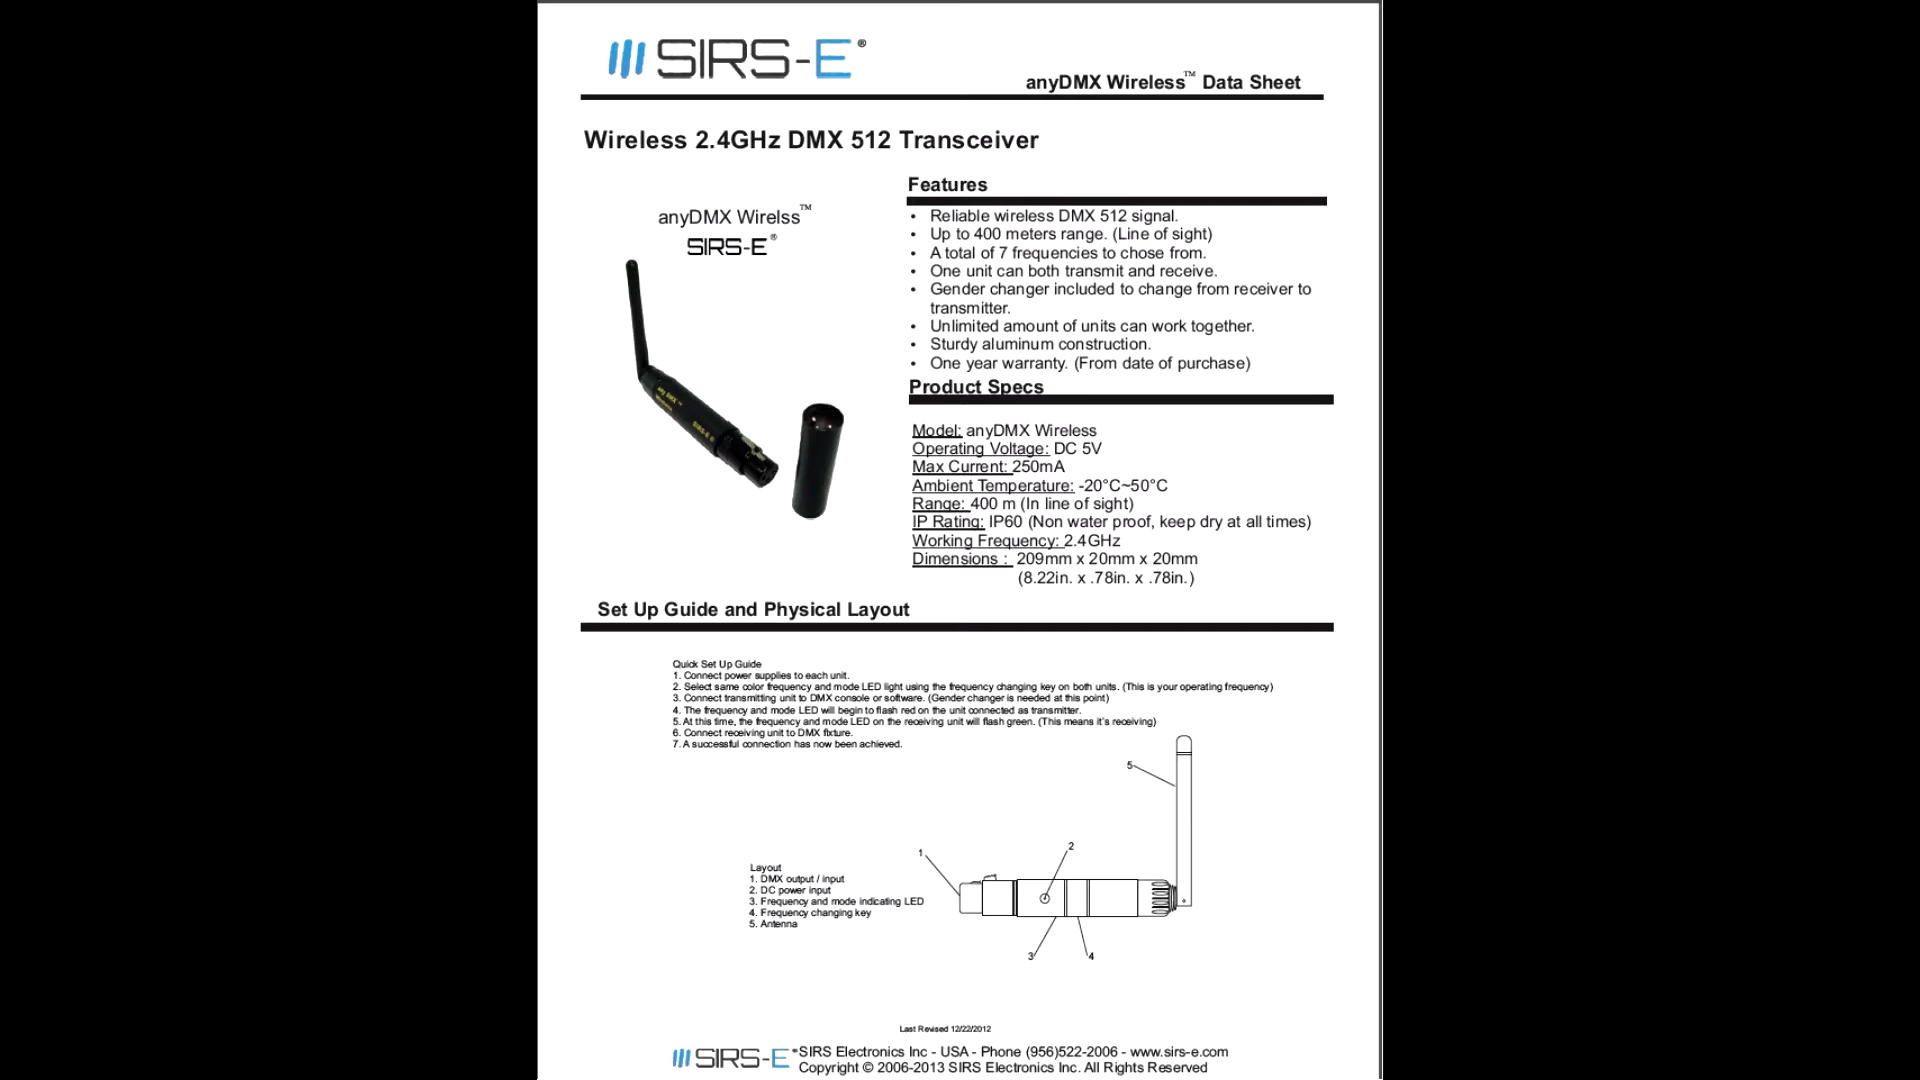 SIRS-E®
anyDMX Wireless™ Data Sheet
Wireless 2.4GHz DMX 512 Transceiver
anyDMX Wirelss™
SIRS-E®
any DMX™
Wireless
SIRS-E®
Features
• Reliable wireless DMX 512 signal.
• Up to 400 meters range. (Line of sight)
• A total of 7 frequencies to chose from.
• One unit can both transmit and receive.
• Gender changer included to change from receiver to
transmitter.
• Unlimited amount of units can work together.
• Sturdy aluminum construction.
• One year warranty. (From date of purchase)
Product Specs
Model: anyDMX Wireless
Operating Voltage: DC 5V
Max Current: 250mA
Ambient Temperature: -20°C~50°C
Range: 400 m (In line of sight)
IP Rating: IP60 (Non water proof, keep dry at all times)
Working Frequency: 2.4GHz
Dimensions : 209mm x 20mm x 20mm
(8.22in. x .78in. x .78in.)
Set Up Guide and Physical Layout
Quick Set Up Guide
1. Connect power supplies to each unit.
2. Select same color frequency and mode LED light using the frequency changing key on both units. (This is your operating frequency)
3. Connect transmitting unit to DMX console or software. (Gender changer is needed at this point)
4. The frequency and mode LED will begin to flash red on the unit connected as transmitter.
5. At this time, the frequency and mode LED on the receiving unit will flash green. (This means it's receiving)
6. Connect receiving unit to DMX fixture.
7. A successful connection has now been achieved.
5
1
2
Layout
1. DMX output / input
2. DC power input
3. Frequency and mode indicating LED
4. Frequency changing key
5. Antenna
3
4
Last Revised 12/22/2012
SIRS-E® SIRS Electronics Inc - USA - Phone (956)522-2006 - www.sirs-e.com
Copyright © 2006-2013 SIRS Electronics Inc. All Rights Reserved